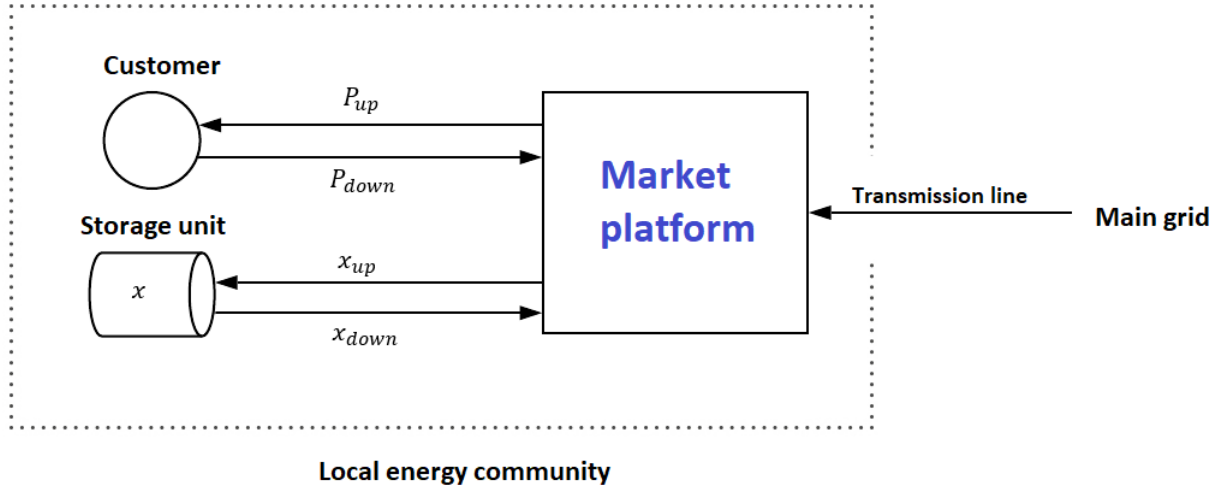 Customer
P_up
P_down
Storage unit
x
x_up
x_down
Market
platform
Transmission line
Main grid
Local energy community